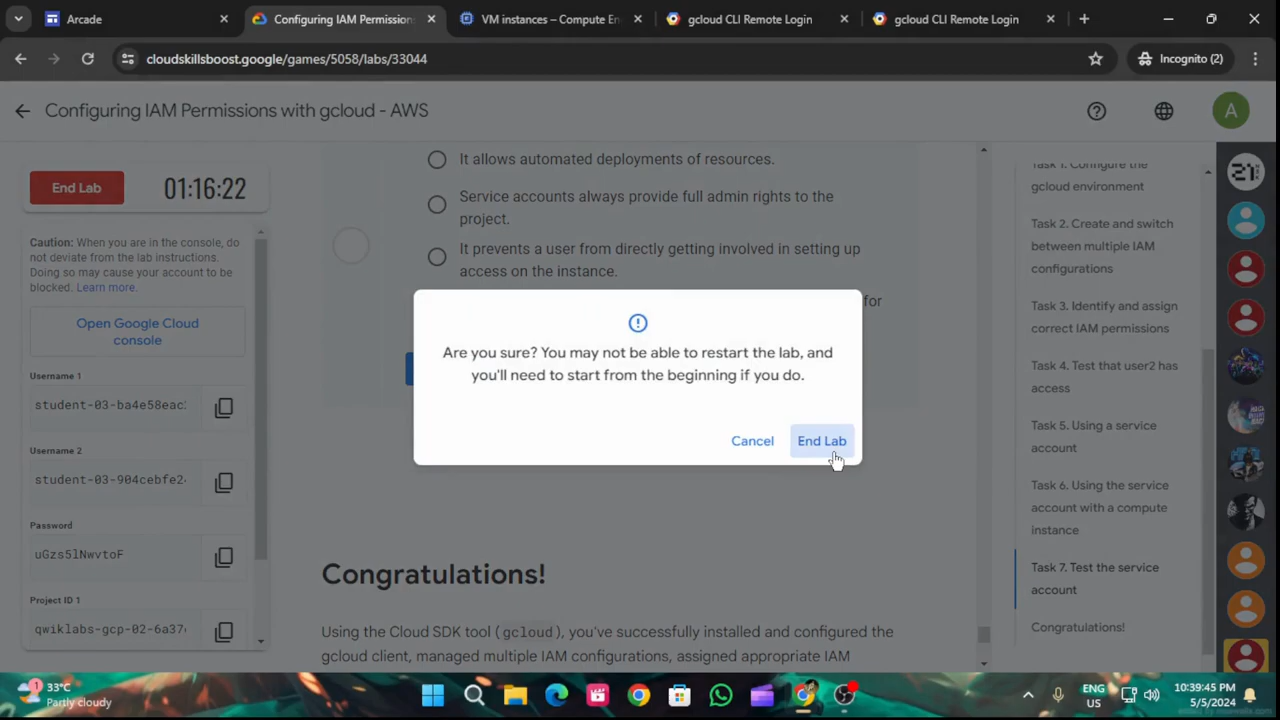 Arcade
Configuring IAM Permission
VM instances – Compute En
gcloud CLI Remote Login
gcloud CLI Remote Login
cloudskillsboost.google/games/5058/labs/33044
Incognito (2)
Configuring IAM Permissions with gcloud - AWS
A
End Lab
01:16:22
Caution: When you are in the console, do
not deviate from the lab instructions.
Doing so may cause your account to be
blocked. Learn more.
Open Google Cloud
console
Username 1
student-03-ba4e58eac
Username 2
student-03-904cebfe2
Password
uGzs5lNwvtoF
Project ID 1
qwiklabs-gcp-02-6a37
It allows automated deployments of resources.
Service accounts always provide full admin rights to the
project.
It prevents a user from directly getting involved in setting up
access on the instance.
for
Are you sure? You may not be able to restart the lab, and
you'll need to start from the beginning if you do.
Cancel
End Lab
Congratulations!
Using the Cloud SDK tool (gcloud), you've successfully installed and configured the
gcloud client, managed multiple IAM configurations, assigned appropriate IAM
Task 1. Configure the
gcloud environment
Task 2. Create and switch
between multiple IAM
configurations
Task 3. Identify and assign
correct IAM permissions
Task 4. Test that user2 has
access
Task 5. Using a service
account
Task 6. Using the service
account with a compute
instance
Task 7. Test the service
account
Congratulations!
1
33°C
Partly cloudy
ENG
US
10:39:45 PM
5/5/2024